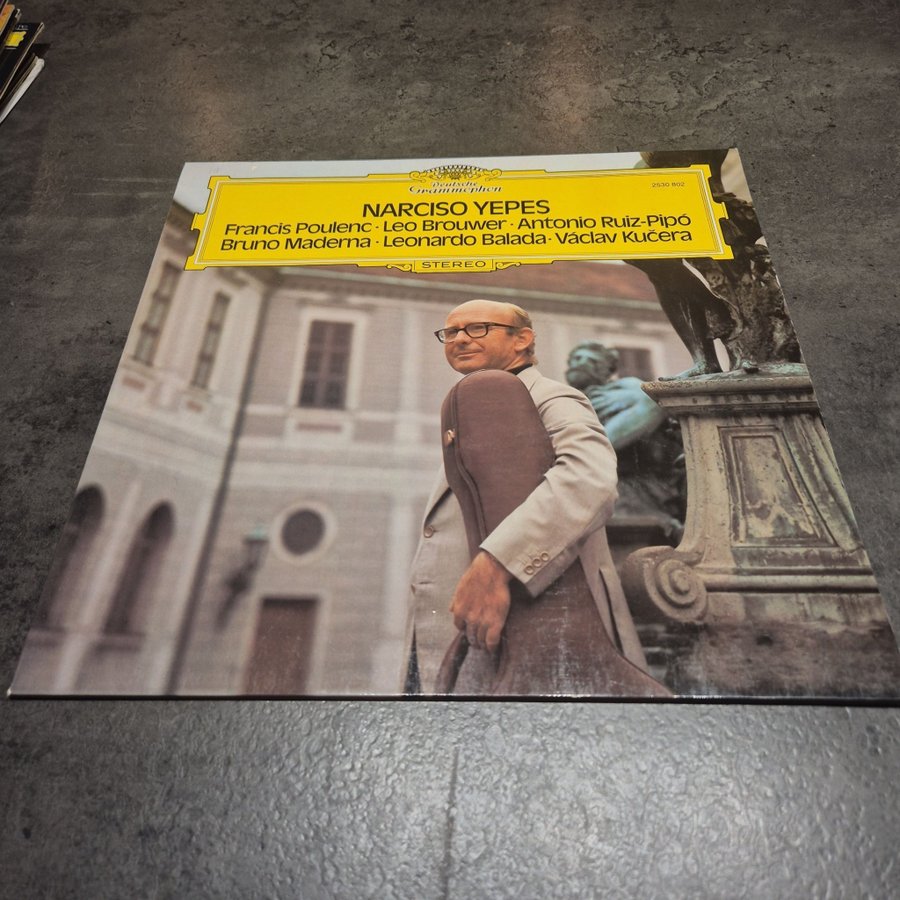 Deutsche
Grammophon
2530 802
NARCISO YEPES
Francis Poulenc · Leo Brouwer · Antonio Ruiz-Pipó
Bruno Maderna · Leonardo Balada · Václav Kučera
STEREO